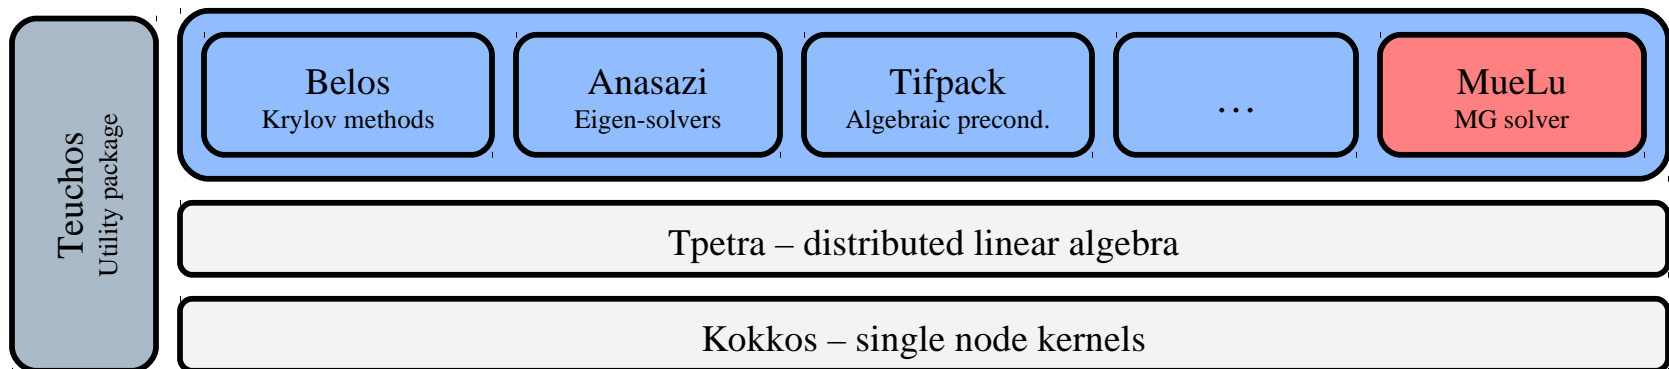 Teuchos
Utility package
Belos
Krylov methods
Anasazi
Eigen-solvers
Tifpack
Algebraic precond.
…
MueLu
MG solver
Tpetra – distributed linear algebra
Kokkos – single node kernels